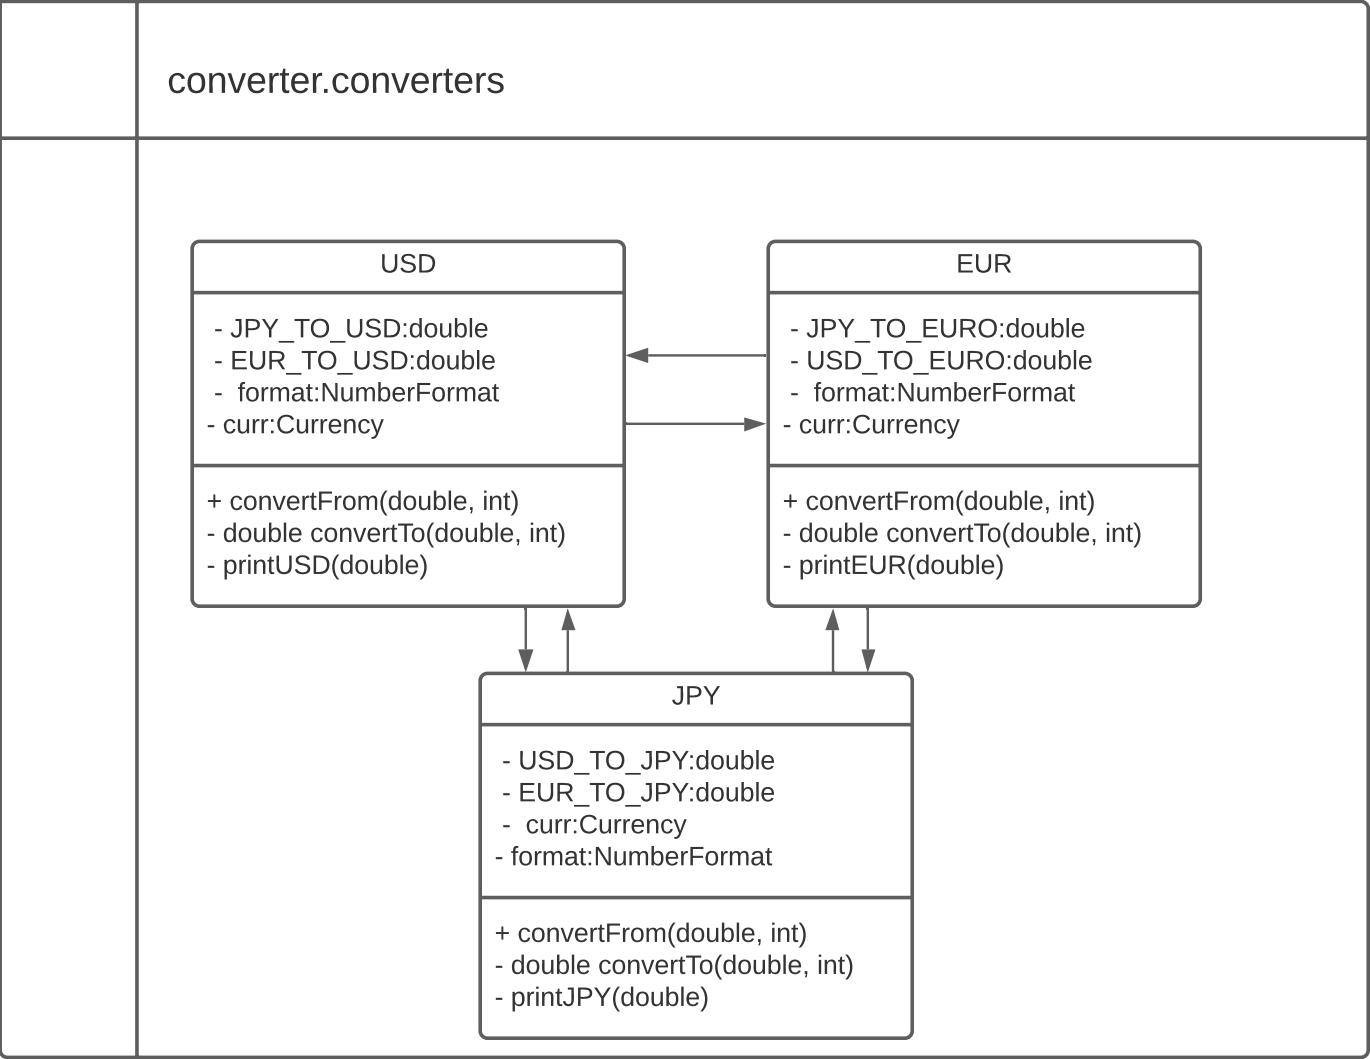 converter.converters
USD
- JPY_TO_USD:double
- EUR_TO_USD:double
-  format:NumberFormat
- curr:Currency
+ convertFrom(double, int)
- double convertTo(double, int)
- printUSD(double)
EUR
- JPY_TO_EURO:double
- USD_TO_EURO:double
-  format:NumberFormat
- curr:Currency
+ convertFrom(double, int)
- double convertTo(double, int)
- printEUR(double)
JPY
- USD_TO_JPY:double
- EUR_TO_JPY:double
-  curr:Currency
- format:NumberFormat
+ convertFrom(double, int)
- double convertTo(double, int)
- printJPY(double)